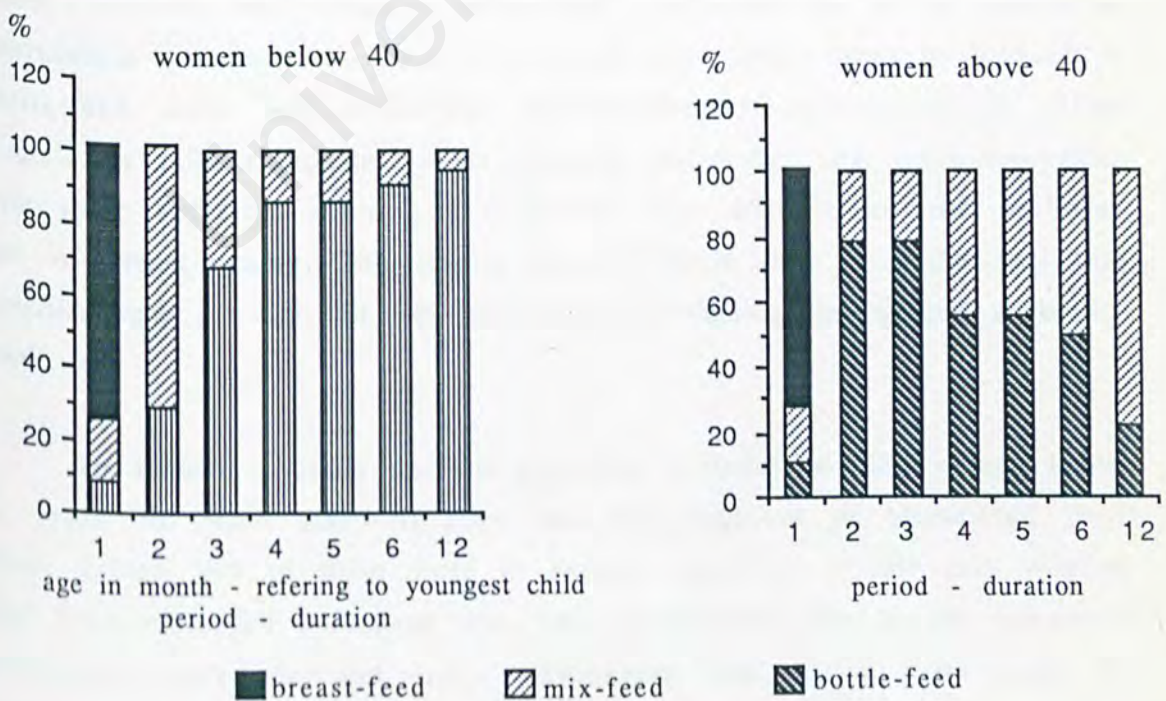 %
women below 40
120
100
80
60
40
20
0
1 2 3 4 5 6 12
age in month - refering to youngest child
period - duration
%
women above 40
120
100
80
60
40
20
0
1 2 3 4 5 6 12
period - duration
breast-feed mix-feed bottle-feed
Univer